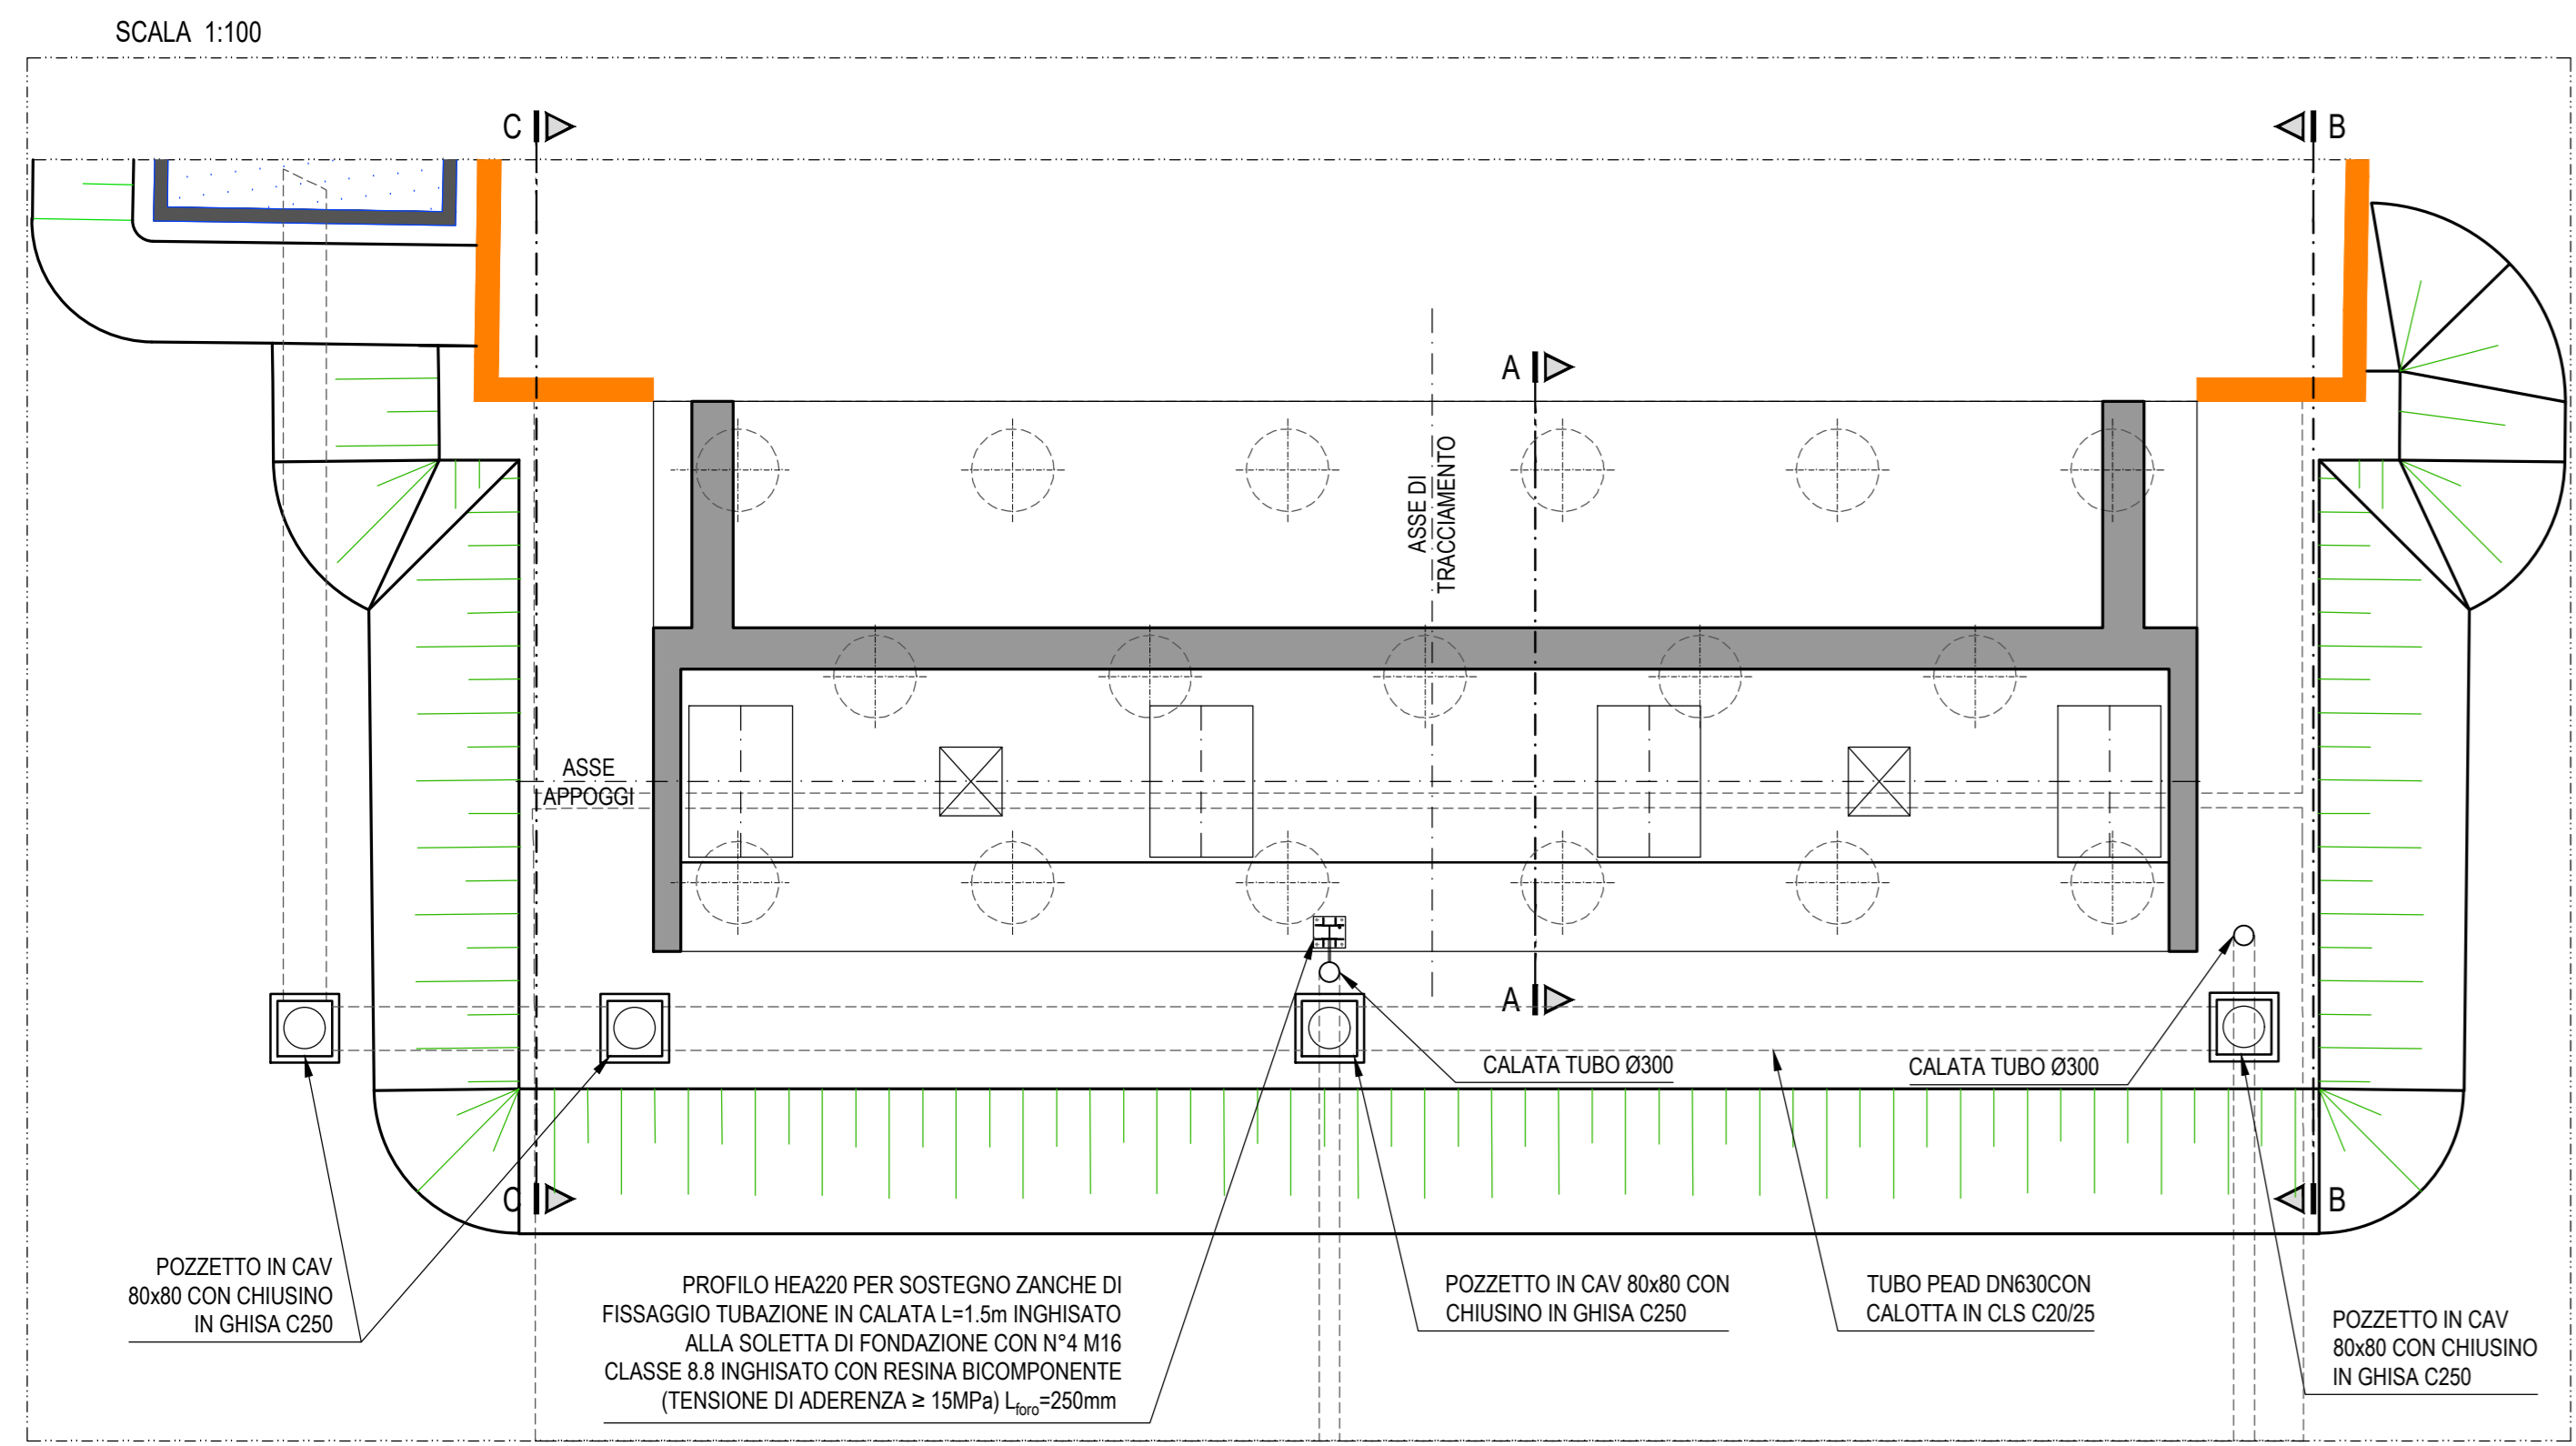 SCALA 1:100
C
B
A
ASSE DI
TRACCIAMENTO
ASSE
APPOGGI
A
CALATA TUBO Ø300
CALATA TUBO Ø300
C
B
POZZETTO IN CAV
80x80 CON CHIUSINO
IN GHISA C250
PROFILO HEA220 PER SOSTEGNO ZANCHE DI
FISSAGGIO TUBAZIONE IN CALATA L=1.5m INGHISATO
ALLA SOLETTA DI FONDAZIONE CON N°4 M16
CLASSE 8.8 INGHISATO CON RESINA BICOMPONENTE
(TENSIONE DI ADERENZA ≥ 15MPa) Lforo=250mm
POZZETTO IN CAV 80x80 CON
CHIUSINO IN GHISA C250
TUBO PEAD DN630CON
CALOTTA IN CLS C20/25
POZZETTO IN CAV
80x80 CON CHIUSINO
IN GHISA C250